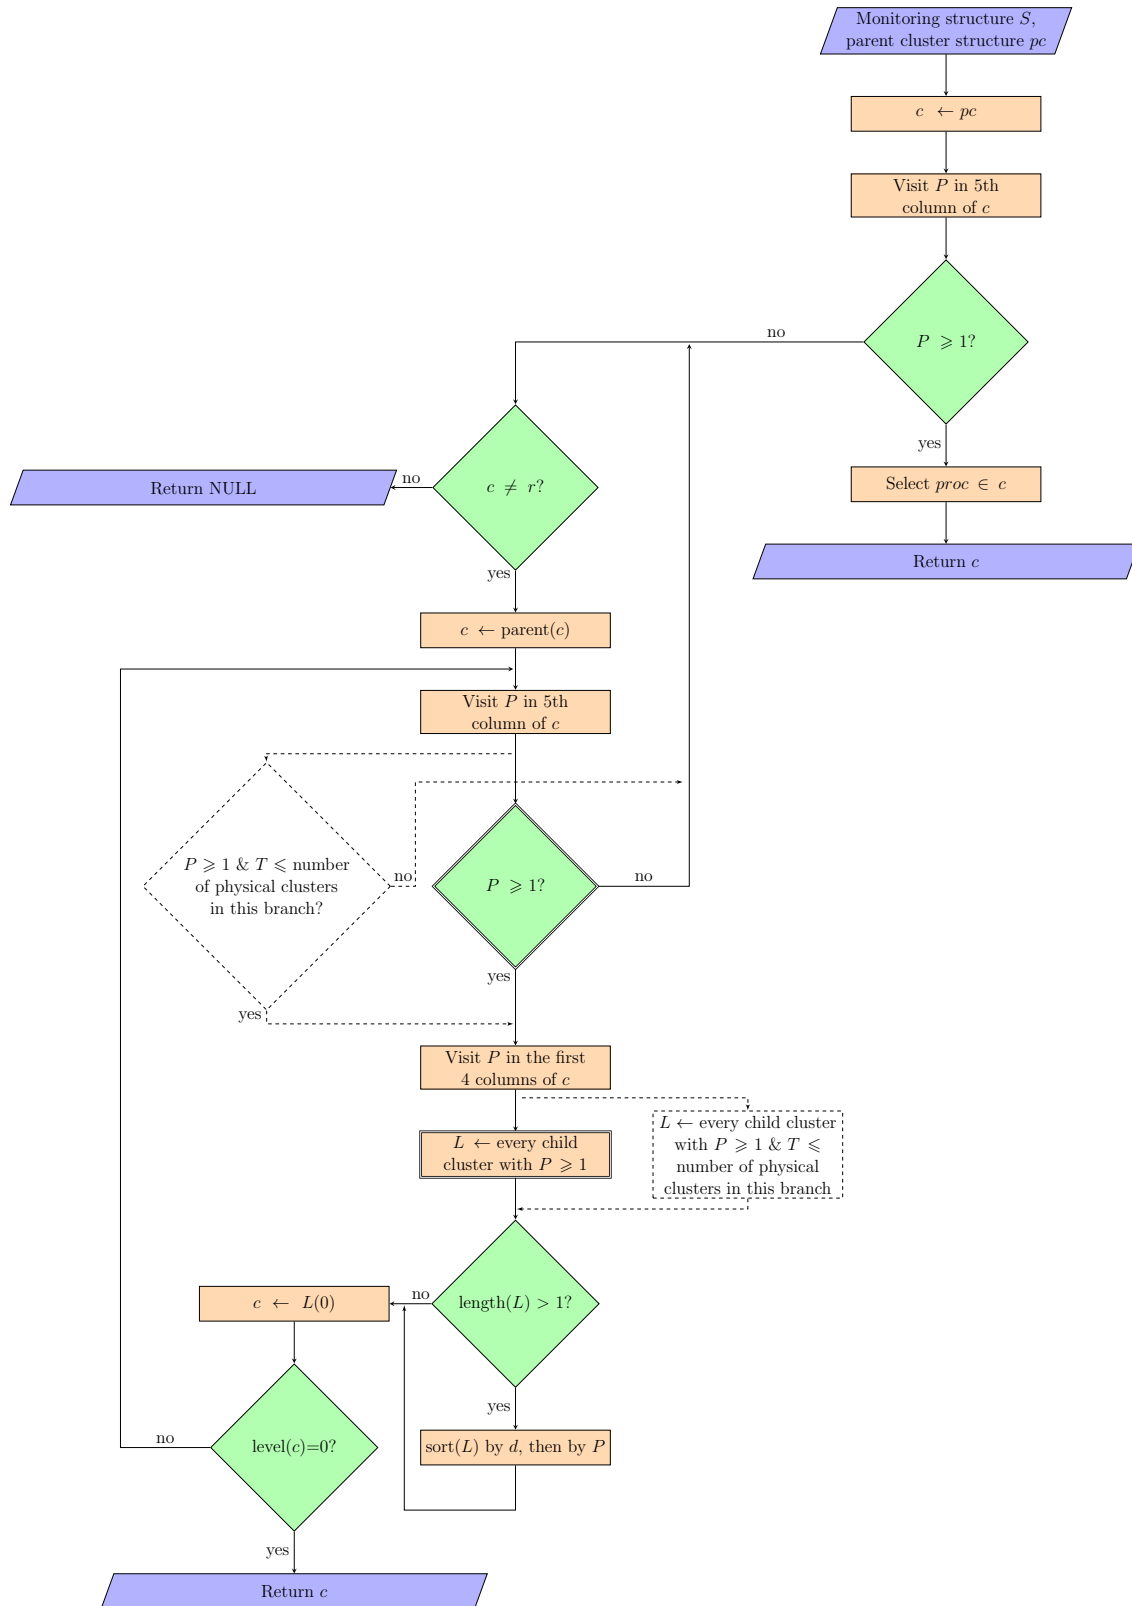 Monitoring structure S,
parent cluster structure pc
c ← pc
Visit P in 5th
column of c
P ⩾ 1?
no
yes
Select proc ∈ c
Return c
c ≠ r?
no
Return NULL
yes
c ← parent(c)
Visit P in 5th
column of c
P ⩾ 1 & T ⩽ number
of physical clusters
in this branch?
no
yes
P ⩾ 1?
no
yes
Visit P in the first
4 columns of c
L ← every child
cluster with P ⩾ 1
L ← every child cluster
with P ⩾ 1 & T ⩽
number of physical
clusters in this branch
length(L) > 1?
no
yes
sort(L) by d, then by P
c ← L(0)
level(c)=0?
no
yes
Return c